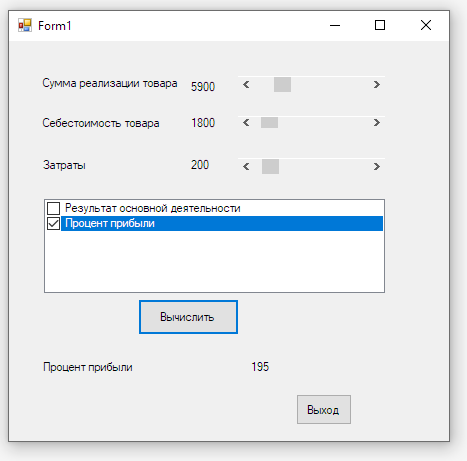 Form1
Сумма реализации товара 5900
Себестоимость товара 1800
Затраты 200
Результат основной деятельности
Процент прибыли
Вычислить
Процент прибыли 195
Выход